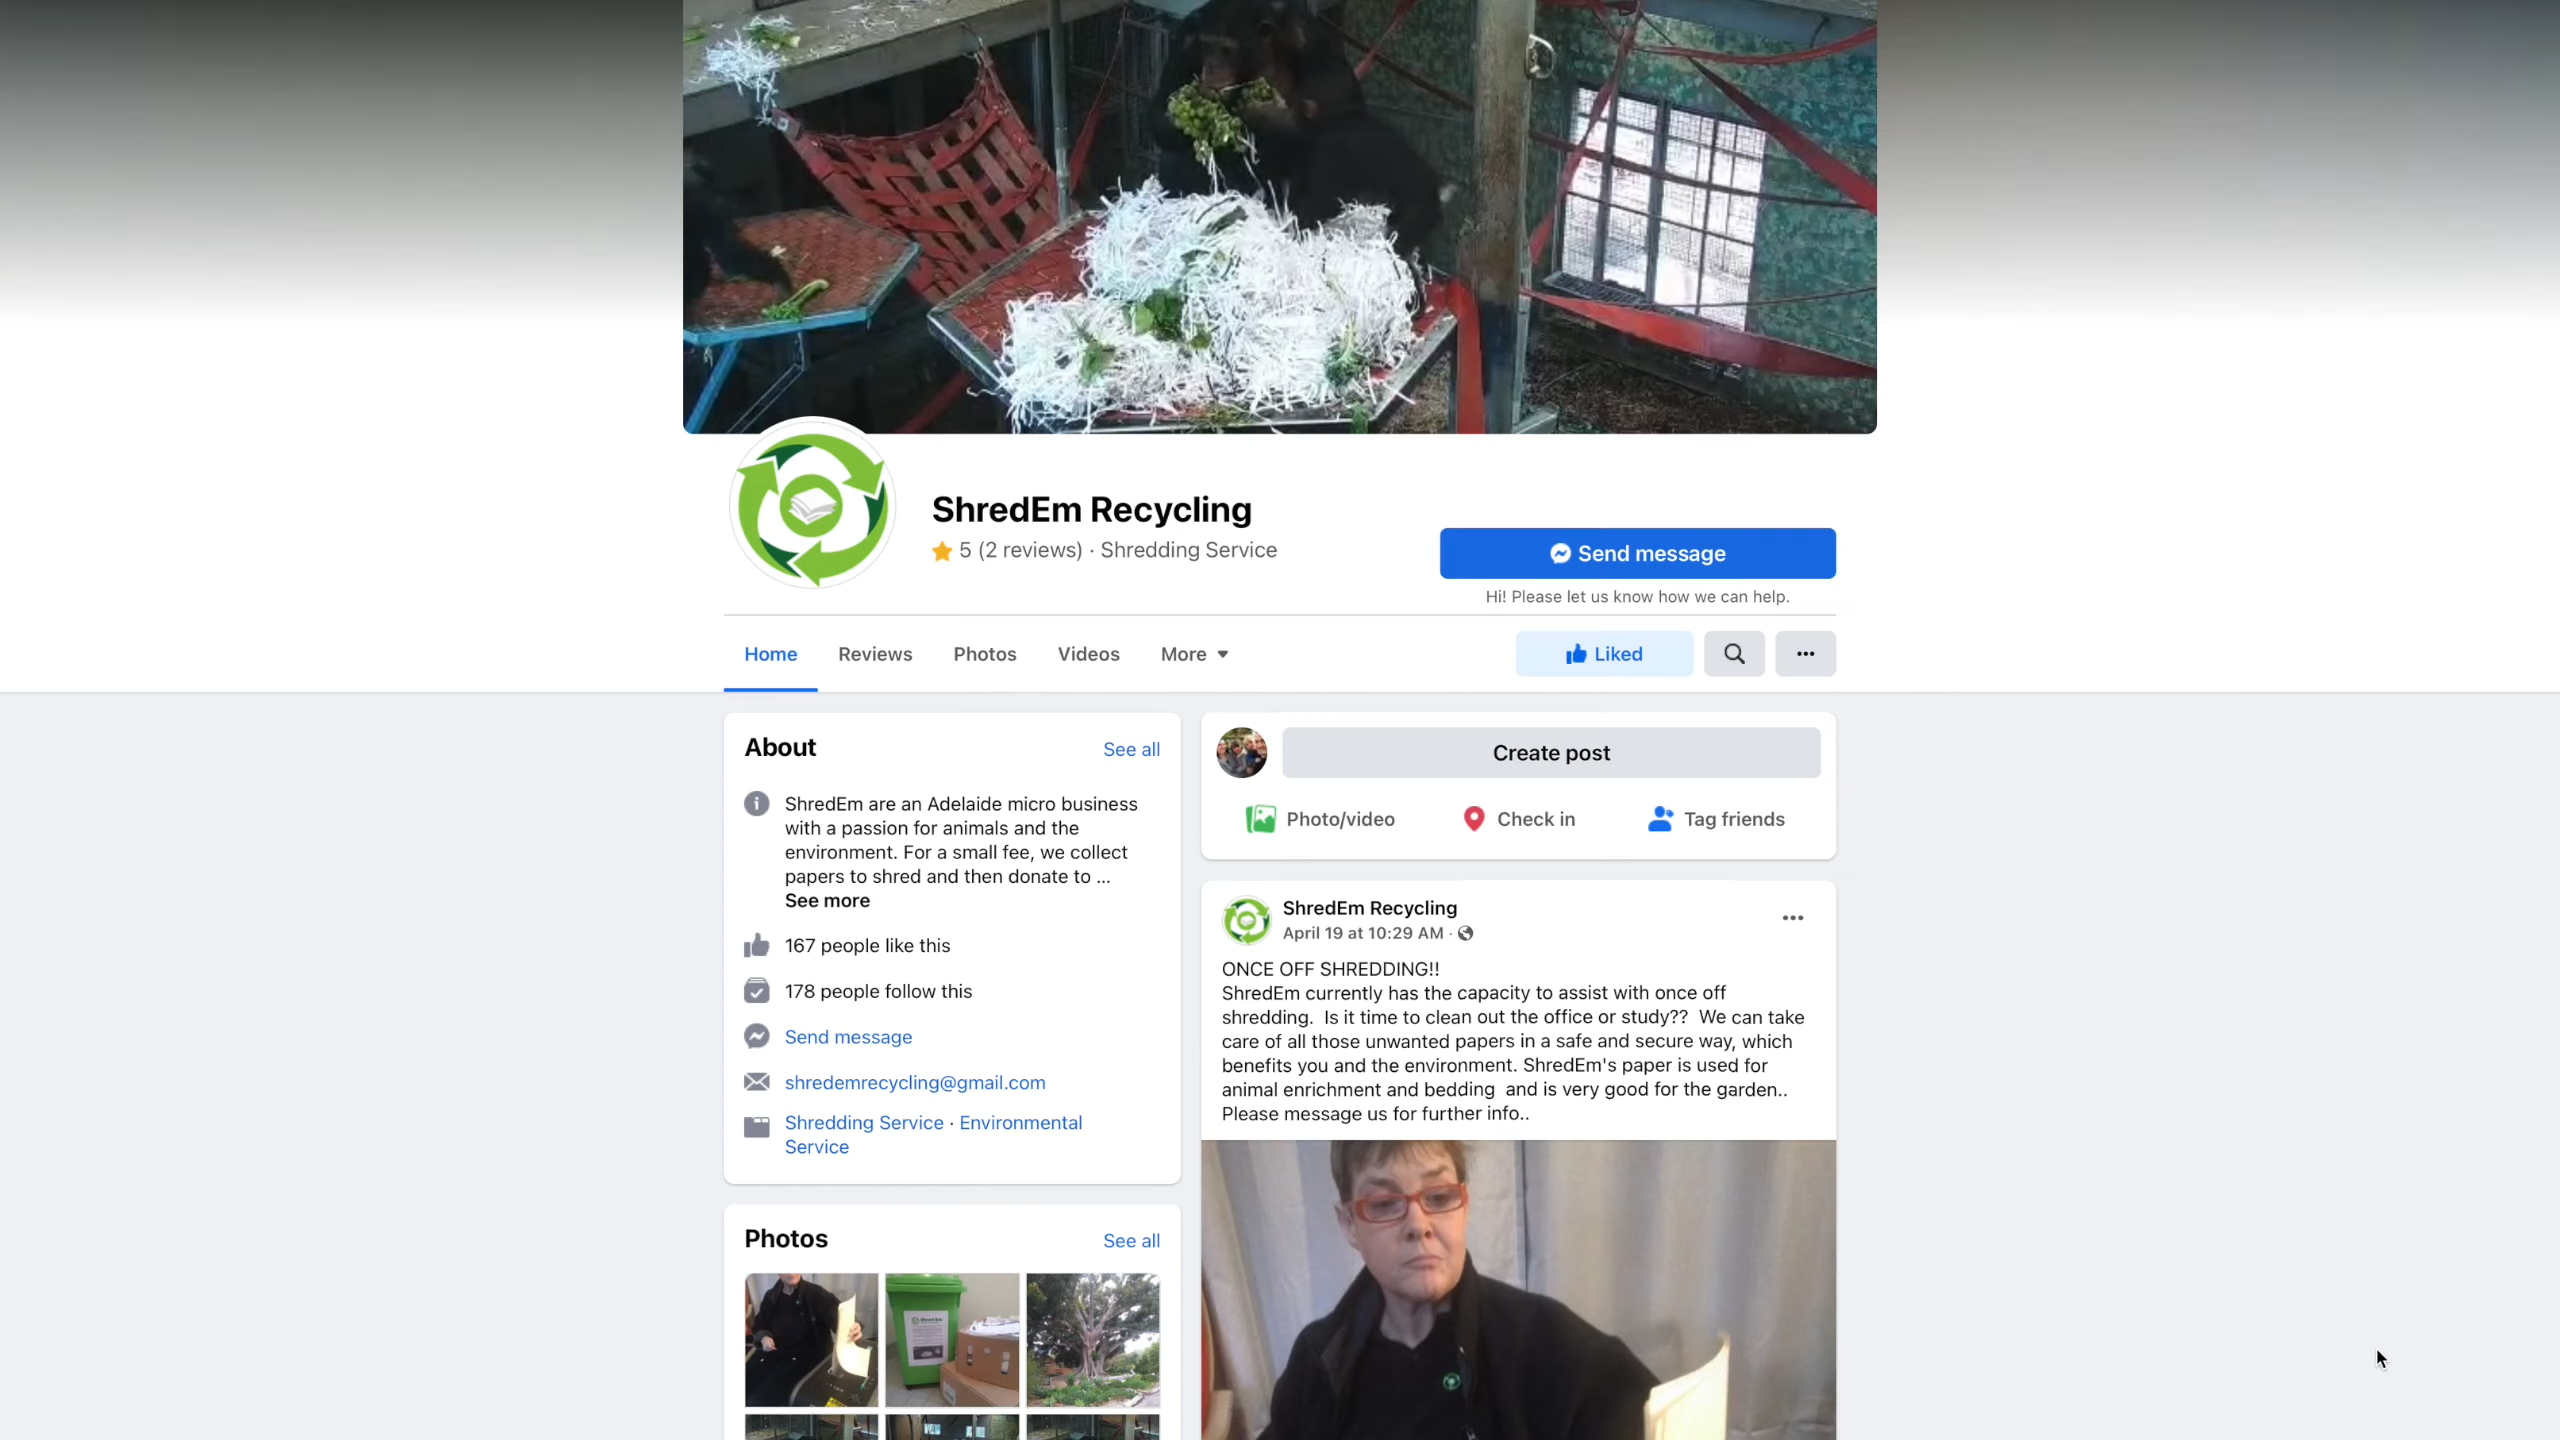 ShredEm Recycling
5 (2 reviews) · Shredding Service
Send message
Hi! Please let us know how we can help.
Home
Reviews
Photos
Videos
More
Liked
About
See all
ShredEm are an Adelaide micro business
with a passion for animals and the
environment. For a small fee, we collect
papers to shred and then donate to ...
See more
167 people like this
178 people follow this
Send message
shredemrecycling@gmail.com
Shredding Service · Environmental
Service
Photos
See all
Create post
Photo/video
Check in
Tag friends
ShredEm Recycling
April 19 at 10:29 AM ·
ONCE OFF SHREDDING!!
ShredEm currently has the capacity to assist with once off
shredding.  Is it time to clean out the office or study??  We can take
care of all those unwanted papers in a safe and secure way, which
benefits you and the environment. ShredEm's paper is used for
animal enrichment and bedding  and is very good for the garden..
Please message us for further info..